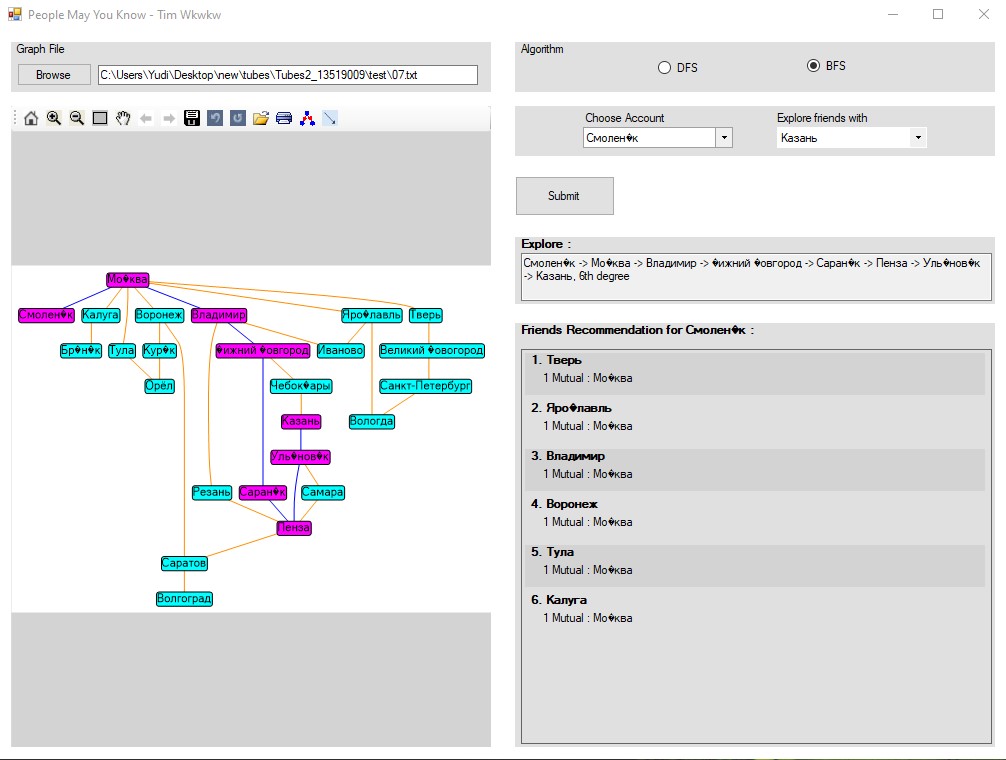 People May You Know - Tim Wkwkw
Graph File
Browse
C:\Users\Yudi\Desktop\new\tubes\Tubes2_13519009\test\07.txt
Algorithm
DFS
BFS
Choose Account
Explore friends with
Смолен�к
Казань
Submit
Explore :
Смолен�к -> Мо�ква -> Владимир -> �ижний �овгород -> Саран�к -> Пенза -> Уль�нов�к
-> Казань, 6th degree
Friends Recommendation for Смолен�к :
1. Тверь
1 Mutual : Мо�ква
2. Яро�лавль
1 Mutual : Мо�ква
3. Владимир
1 Mutual : Мо�ква
4. Воронеж
1 Mutual : Мо�ква
5. Тула
1 Mutual : Мо�ква
6. Калуга
1 Mutual : Мо�ква
Мо�ква
Смолен�к
Калуга
Воронеж
Владимир
Яро�лавль
Тверь
Бр�н�к
Тула
Кур�к
�ижний �овгород
Иваново
Великий �овогород
Орёл
Чебок�ары
Санкт-Петербург
Казань
Вологда
Уль�нов�к
Резань
Саран�к
Самара
Пенза
Саратов
Волгоград